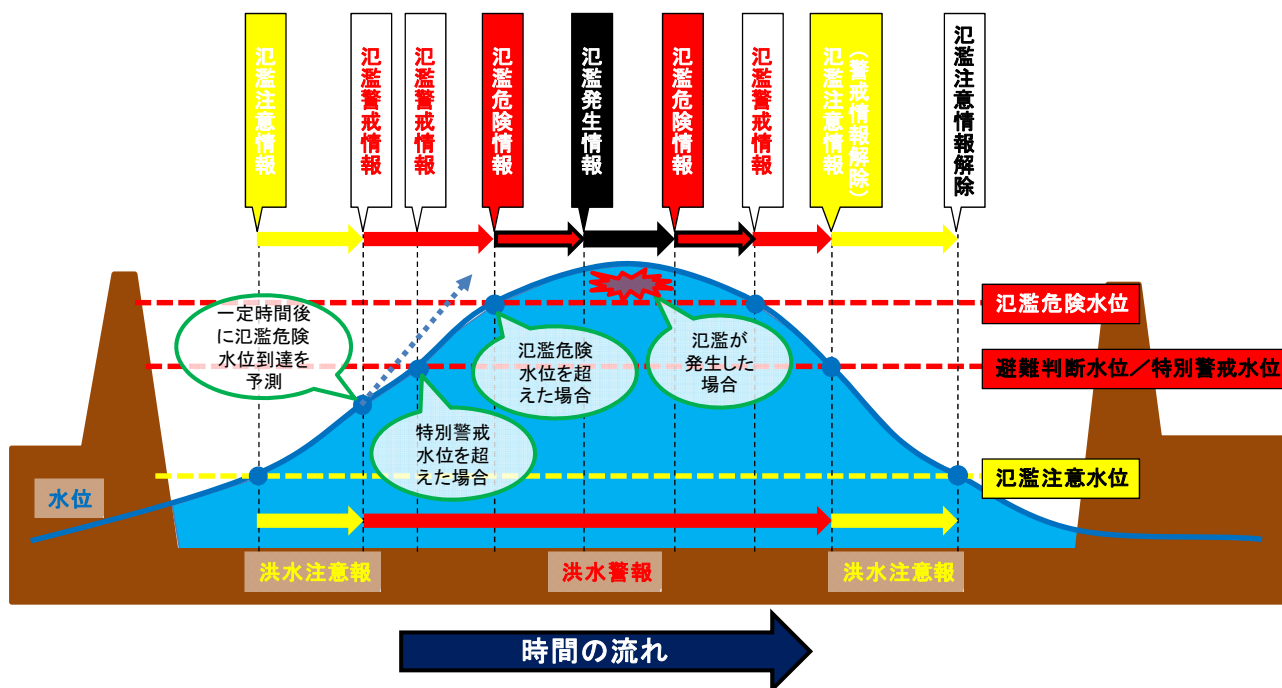 氾濫注意情報
氾濫警戒情報
氾濫警戒情報
氾濫危険情報
氾濫発生情報
氾濫危険情報
氾濫警戒情報
(警戒情報解除)
氾濫注意情報
氾濫注意情報解除
一定時間後
に氾濫危険
水位到達を
予測
特別警戒
水位を超
えた場合
氾濫危険
水位を超
えた場合
氾濫が
発生した
場合
氾濫危険水位
避難判断水位/特別警戒水位
氾濫注意水位
水位
洪水注意報
洪水警報
洪水注意報
時間の流れ